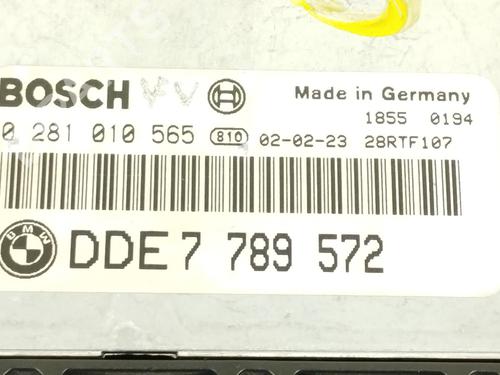 BOSCH
Made in Germany
1855 0194
0 281 010 565 810 02-02-23 28RTF107
BMW
DDE 7 789 572